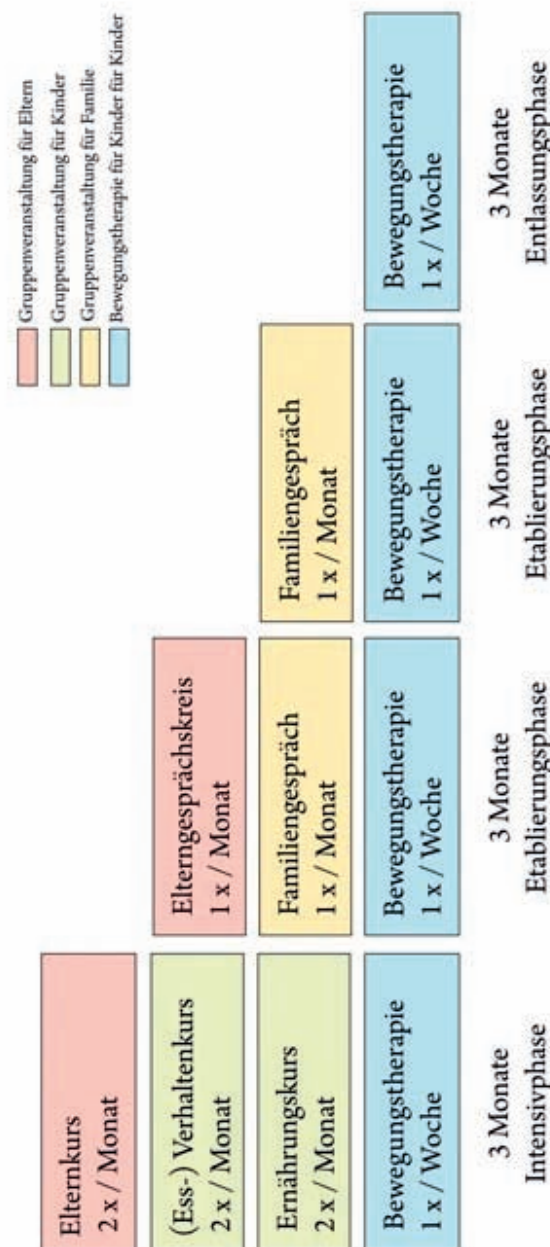 Gruppenveranstaltung für Eltern
Gruppenveranstaltung für Kinder
Gruppenveranstaltung für Familie
Bewegungstherapie für Kinder für Kinder
Elternkurs
2 x / Monat
(Ess-) Verhaltenkurs
2 x / Monat
Elterngesprächskreis
1 x / Monat
Ernährungskurs
2 x / Monat
Familiengespräch
1 x / Monat
Familiengespräch
1 x / Monat
Bewegungstherapie
1 x / Woche
Bewegungstherapie
1 x / Woche
Bewegungstherapie
1 x / Woche
Bewegungstherapie
1 x / Woche
3 Monate
Intensivphase
3 Monate
Etablierungsphase
3 Monate
Etablierungsphase
3 Monate
Entlassungsphase